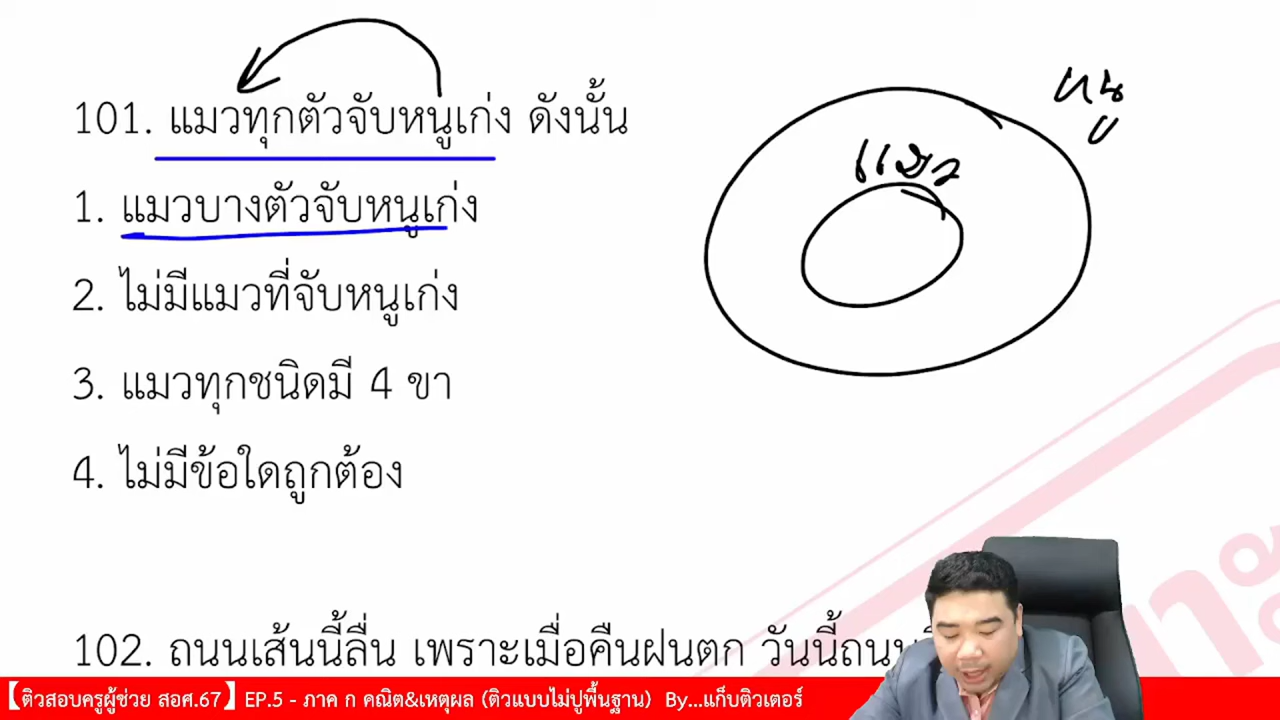 101. แมวทุกตัวจับหนูเก่ง ดังนั้น
1. แมวบางตัวจับหนูเก่ง
2. ไม่มีแมวที่จับหนูเก่ง
3. แมวทุกชนิดมี 4 ขา
4. ไม่มีข้อใดถูกต้อง
หนู
แมว
102. ถนนเส้นนี้ลื่น เพราะเมื่อคืนฝนตก วันนี้ถนน
【ติวสอบครูผู้ช่วย สอศ.67】 EP.5 - ภาค ก คณิต&เหตุผล (ติวแบบไม่ปูพื้นฐาน) By...แก็บติวเตอร์